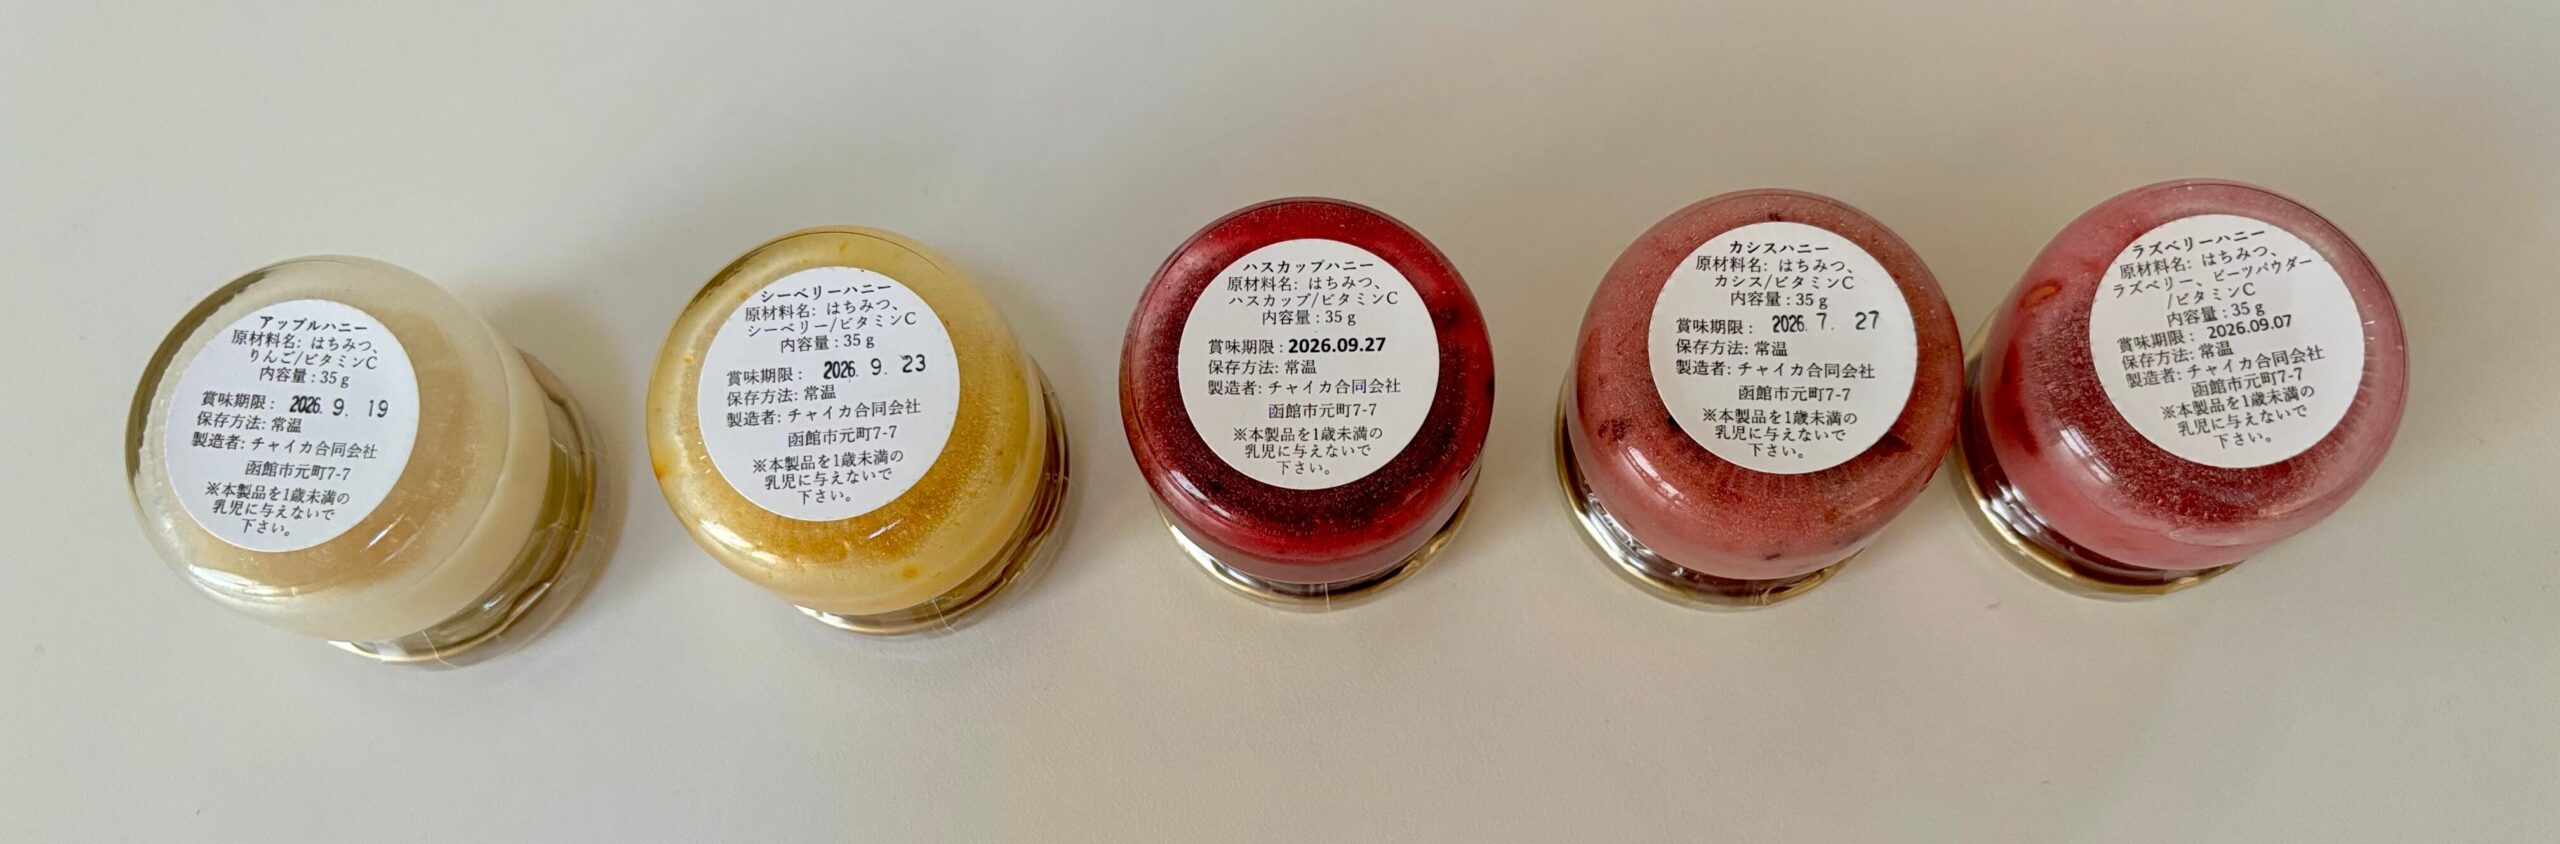 アップルハニー
原材料名: はちみつ、
りんご/ビタミンC
内容量 : 35ｇ
賞味期限 : 2026. 9. 19
保存方法: 常温
製造者: チャイカ合同会社
函館市元町7-7
※本製品を1歳未満の
乳児に与えないで
下さい。
シーベリーハニー
原材料名: はちみつ、
シーベリー/ビタミンC
内容量 : 35ｇ
賞味期限 : 2026. 9. 23
保存方法: 常温
製造者: チャイカ合同会社
函館市元町7-7
※本製品を1歳未満の
乳児に与えないで
下さい。
ハスカップハニー
原材料名: はちみつ、
ハスカップ/ビタミンC
内容量 : 35ｇ
賞味期限 : 2026.09.27
保存方法: 常温
製造者: チャイカ合同会社
函館市元町7-7
※本製品を1歳未満の
乳児に与えないで
下さい。
カシスハニー
原材料名: はちみつ、
カシス/ビタミンC
内容量 : 35ｇ
賞味期限 : 2026. 7. 27
保存方法: 常温
製造者: チャイカ合同会社
函館市元町7-7
※本製品を1歳未満の
乳児に与えないで
下さい。
ラズベリーハニー
原材料名: はちみつ、
ラズベリー、ビーツパウダー
/ビタミンC
内容量 : 35ｇ
賞味期限 : 2026.09.07
保存方法: 常温
製造者: チャイカ合同会社
函館市元町7-7
※本製品を1歳未満の
乳児に与えないで
下さい。